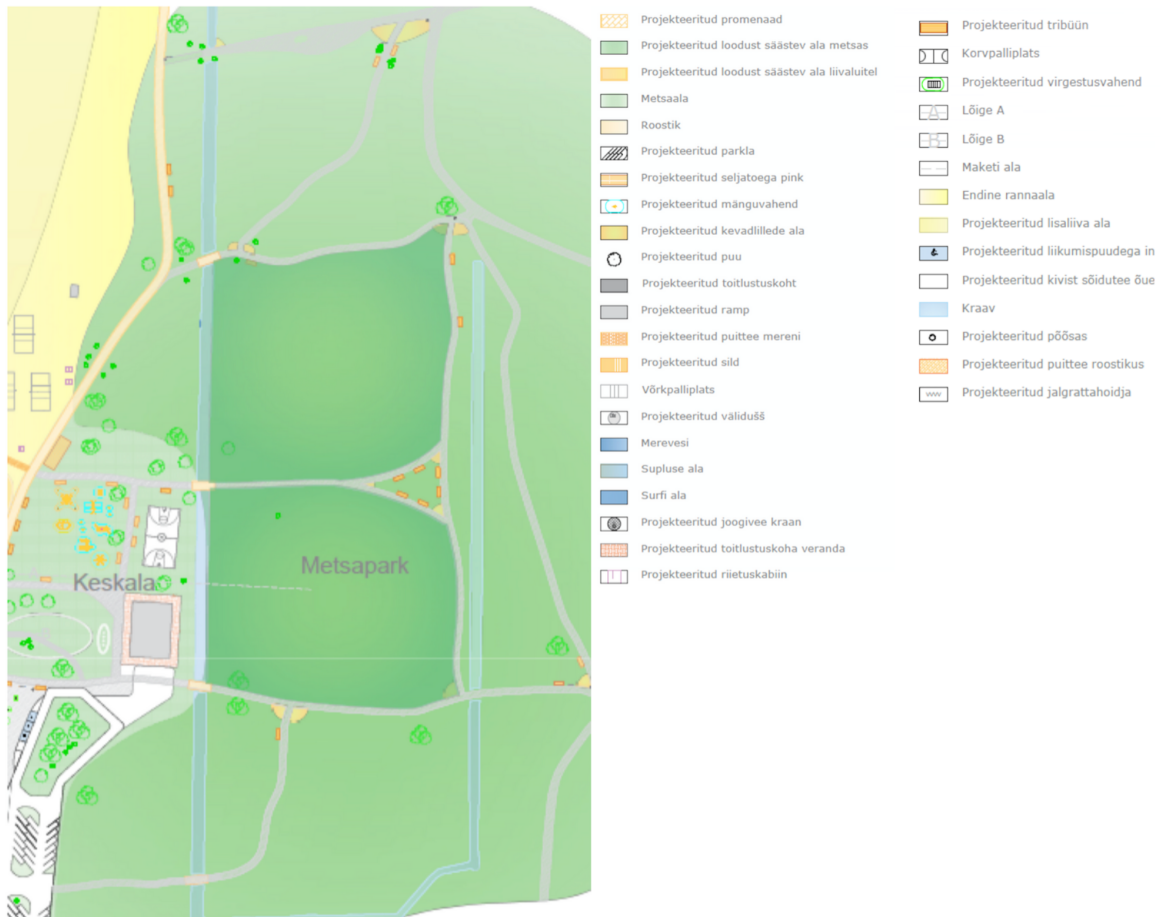 Keskala
Metsapark
Projekteeritud promenaad
Projekteeritud loodust säästev ala metsas
Projekteeritud loodust säästev ala liivaluitel
Metsaala
Roostik
Projekteeritud parkla
Projekteeritud seljatoega pink
Projekteeritud mänguvahend
Projekteeritud kevadlillede ala
Projekteeritud puu
Projekteeritud toitlustuskoht
Projekteeritud ramp
Projekteeritud puittee mereni
Projekteeritud sild
Võrkpalliplats
Projekteeritud välidušš
Merevesi
Supluse ala
Surfi ala
Projekteeritud joogivee kraan
Projekteeritud toitlustuskoha veranda
Projekteeritud riietuskabiin
Projekteeritud tribüün
Korvpalliplats
Projekteeritud virgestusvahend
A Lõige A
B Lõige B
Maketi ala
Endine rannaala
Projekteeritud lisaliiva ala
Projekteeritud liikumispuudega in
Projekteeritud kivist sõidutee õue
Kraav
Projekteeritud põõsas
Projekteeritud puittee roostikus
Projekteeritud jalgrattahoidja